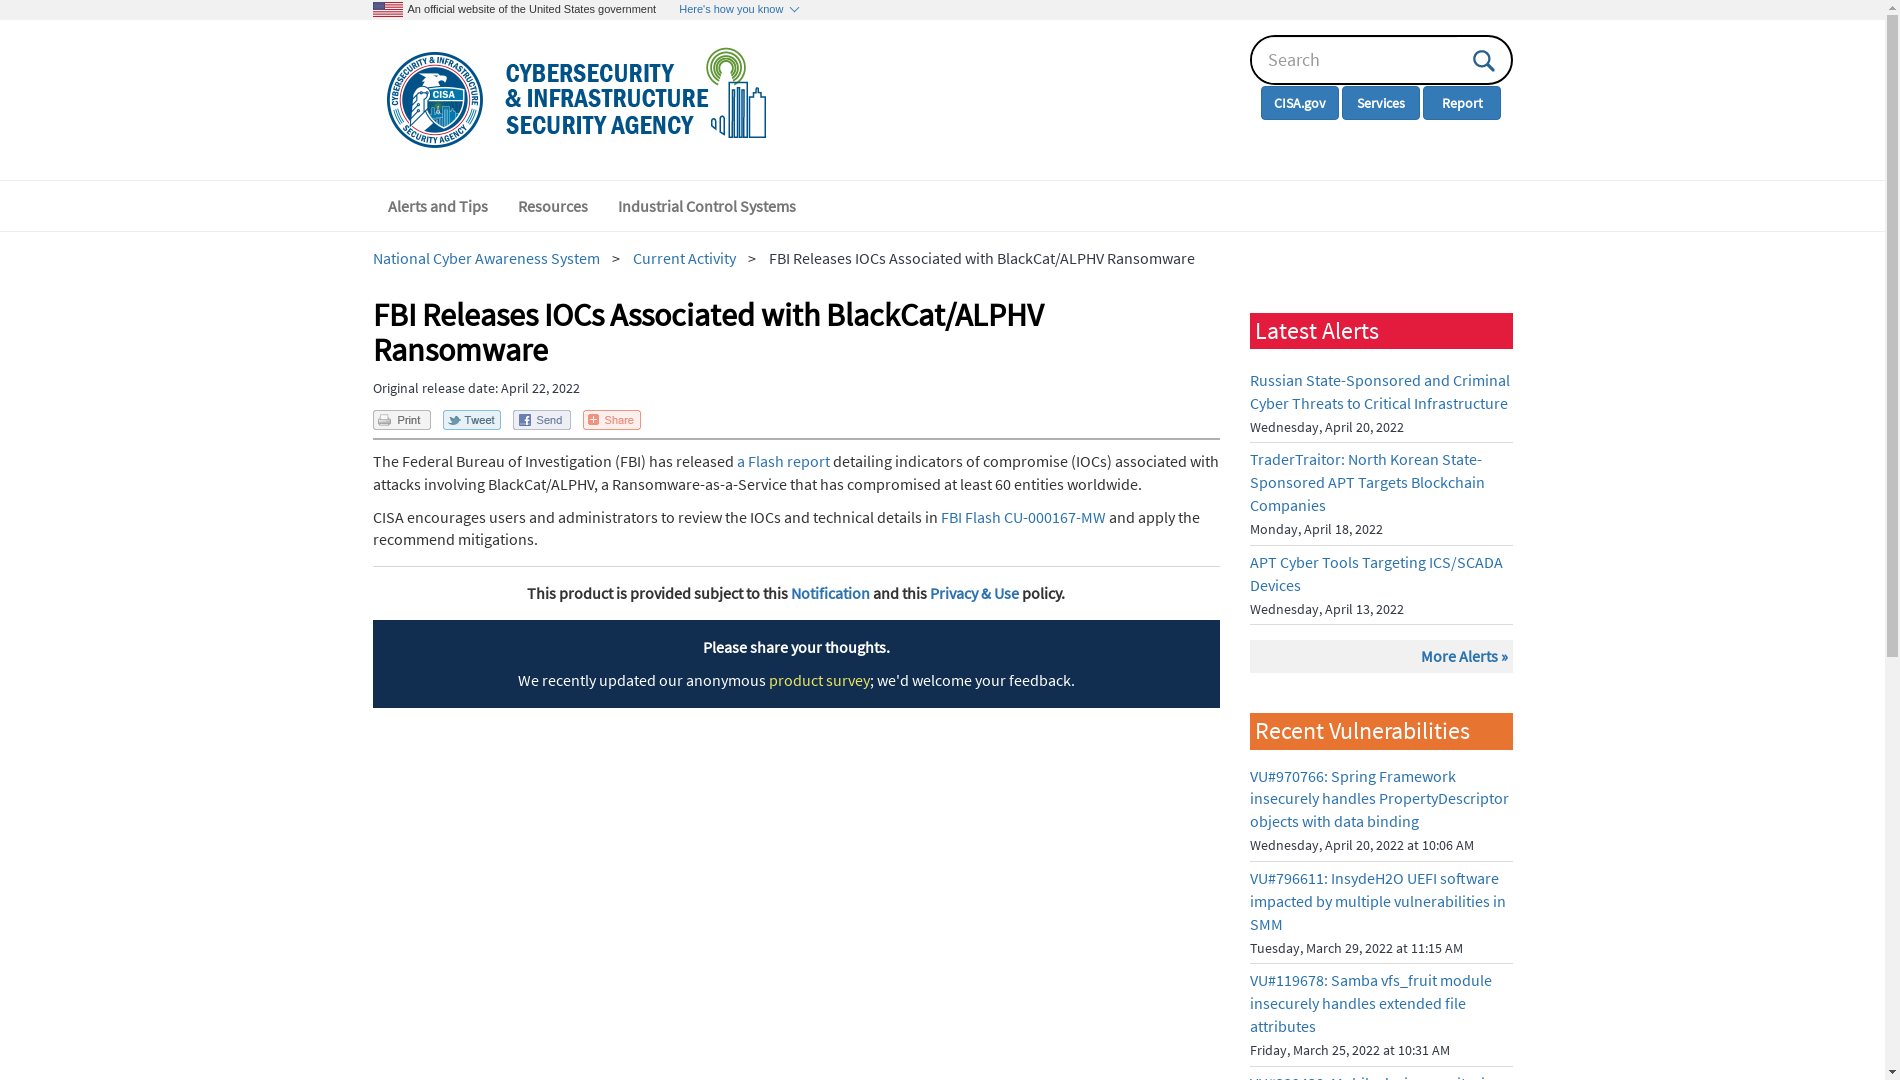 An official website of the United States government Here's how you know
CYBERSECURITY & INFRASTRUCTURE
SECURITY AGENCY
CISA
CYBERSECURITY
& INFRASTRUCTURE
SECURITY AGENCY
Search
CISA.gov Services Report
Alerts and Tips Resources Industrial Control Systems
National Cyber Awareness System > Current Activity > FBI Releases IOCs Associated with BlackCat/ALPHV Ransomware
FBI Releases IOCs Associated with BlackCat/ALPHV
Ransomware
Original release date: April 22, 2022
Print Tweet Send Share
The Federal Bureau of Investigation (FBI) has released a Flash report detailing indicators of compromise (IOCs) associated with
attacks involving BlackCat/ALPHV, a Ransomware-as-a-Service that has compromised at least 60 entities worldwide.
CISA encourages users and administrators to review the IOCs and technical details in FBI Flash CU-000167-MW and apply the
recommend mitigations.
This product is provided subject to this Notification and this Privacy & Use policy.
Please share your thoughts.
We recently updated our anonymous product survey; we'd welcome your feedback.
Latest Alerts
Russian State-Sponsored and Criminal
Cyber Threats to Critical Infrastructure
Wednesday, April 20, 2022
TraderTraitor: North Korean State-
Sponsored APT Targets Blockchain
Companies
Monday, April 18, 2022
APT Cyber Tools Targeting ICS/SCADA
Devices
Wednesday, April 13, 2022
More Alerts »
Recent Vulnerabilities
VU#970766: Spring Framework
insecurely handles PropertyDescriptor
objects with data binding
Wednesday, April 20, 2022 at 10:06 AM
VU#796611: InsydeH2O UEFI software
impacted by multiple vulnerabilities in
SMM
Tuesday, March 29, 2022 at 11:15 AM
VU#119678: Samba vfs_fruit module
insecurely handles extended file
attributes
Friday, March 25, 2022 at 10:31 AM